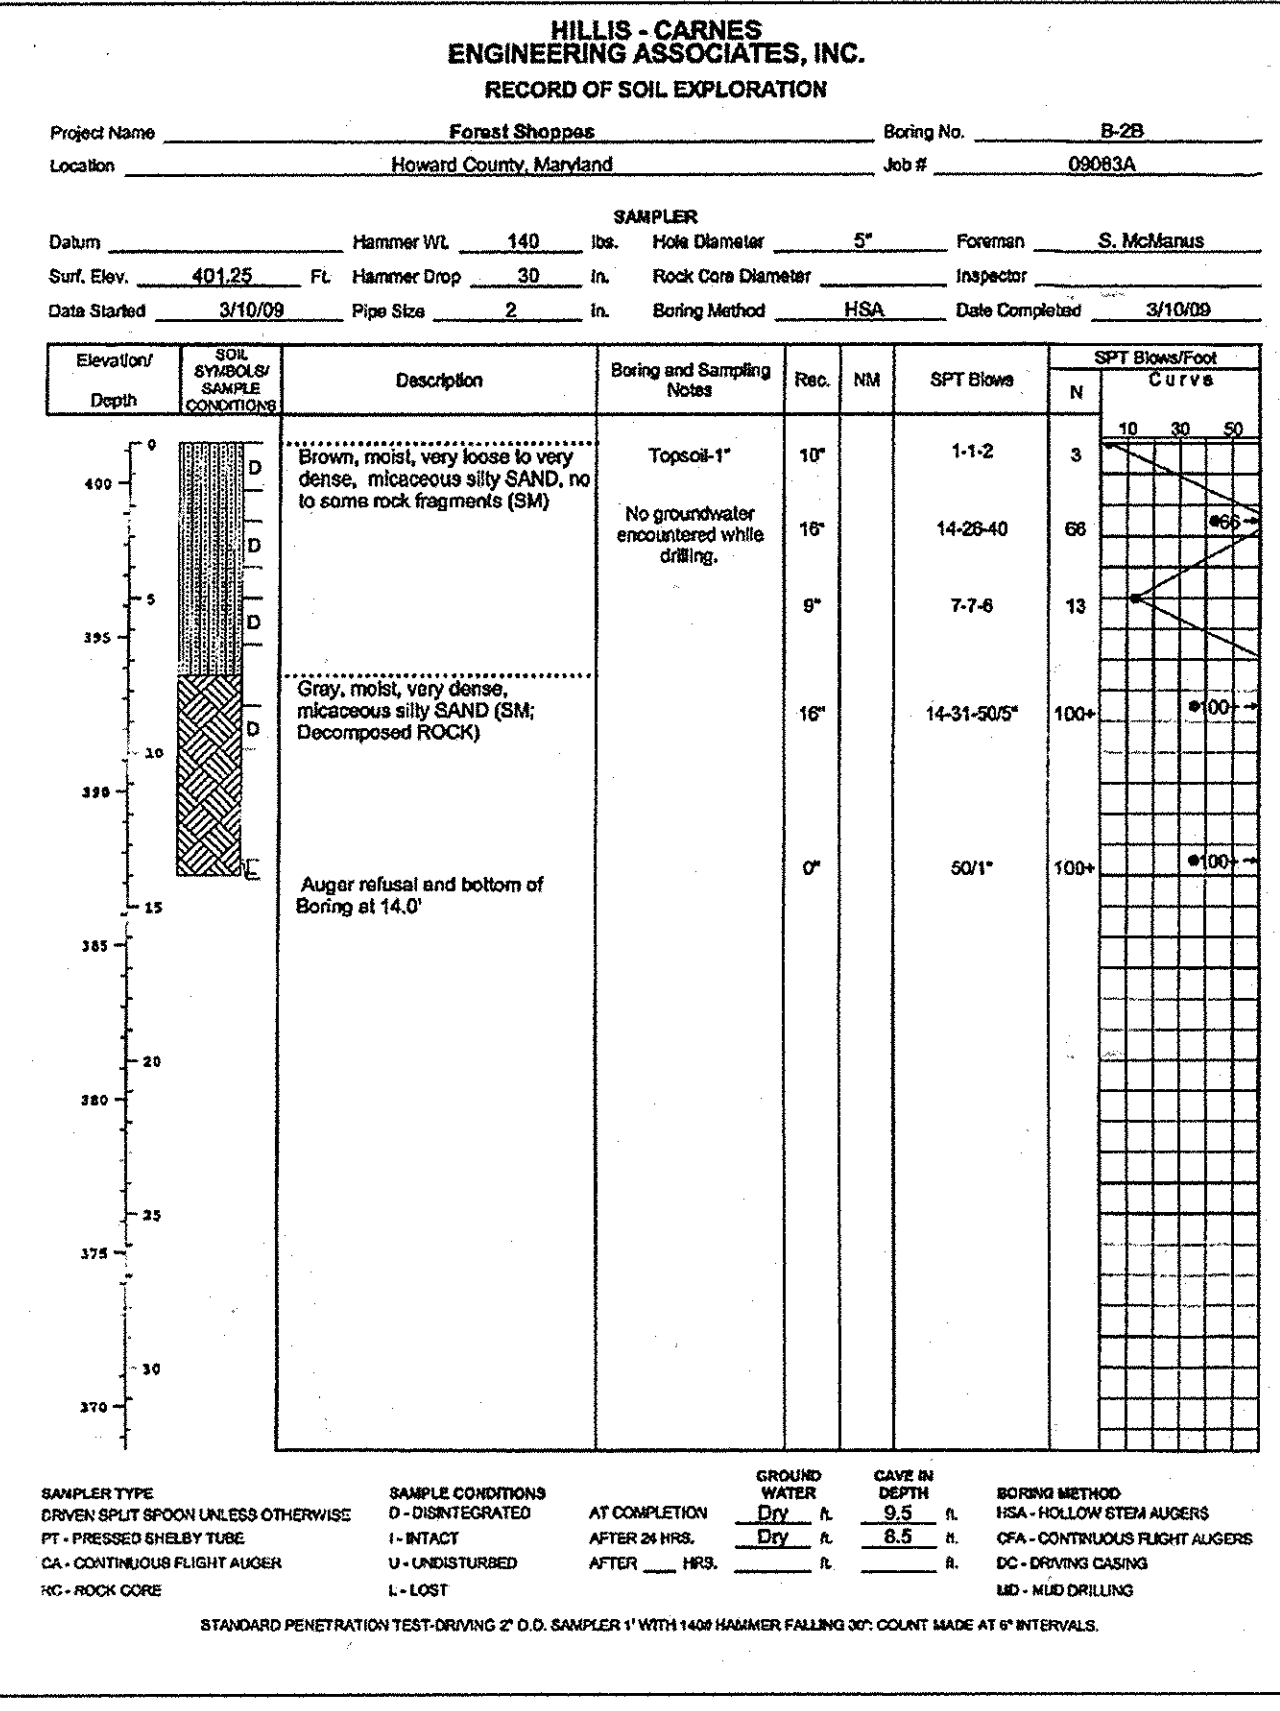 HILLIS - CARNES
ENGINEERING ASSOCIATES, INC.
RECORD OF SOIL EXPLORATION
Project Name Forest Shoppes Boring No. B-2B
Location Howard County, Maryland Job # 09083A
SAMPLER
Datum Hammer Wt. 140 lbs. Hole Diameter 5" Foreman S. McManus
Surf. Elev. 401.25 Ft. Hammer Drop 30 In. Rock Core Diameter Inspector
Date Started 3/10/09 Pipe Size 2 In. Boring Method HSA Date Completed 3/10/09
Elevation/ Depth
SOIL SYMBOLS/ SAMPLE CONDITIONS
Description
Boring and Sampling Notes
Rec.
NM
SPT Blows
SPT Blows/Foot
N
Curve
10 30 50
0
Brown, moist, very loose to very Topsoil-1" 10" 1-1-2 3
D
400
dense, micaceous silty SAND, no
to some rock fragments (SM)
No groundwater
encountered while 16" 14-26-40 66 66
drilling.
D
5
9" 7-7-6 13
D
395
Gray, moist, very dense,
micaceous silty SAND (SM; 16" 14-31-50/5" 100+ 100+
Decomposed ROCK)
D
10
390
L 0" 50/1" 100+ 100+
Auger refusal and bottom of
Boring at 14.0'
15
385
20
380
25
375
30
370
SAMPLER TYPE
DRIVEN SPLIT SPOON UNLESS OTHERWISE
PT - PRESSED SHELBY TUBE
CA - CONTINUOUS FLIGHT AUGER
RC - ROCK CORE
SAMPLE CONDITIONS
D - DISINTEGRATED
I - INTACT
U - UNDISTURBED
L - LOST
GROUND WATER CAVE IN DEPTH
AT COMPLETION Dry ft. 9.5 ft.
AFTER 24 HRS. Dry ft. 8.5 ft.
AFTER ___ HRS. ft. ft.
BORING METHOD
HSA - HOLLOW STEM AUGERS
CFA - CONTINUOUS FLIGHT AUGERS
DC - DRIVING CASING
MD - MUD DRILLING
STANDARD PENETRATION TEST-DRIVING 2" O.D. SAMPLER 1' WITH 140# HAMMER FALLING 30": COUNT MADE AT 6" INTERVALS.